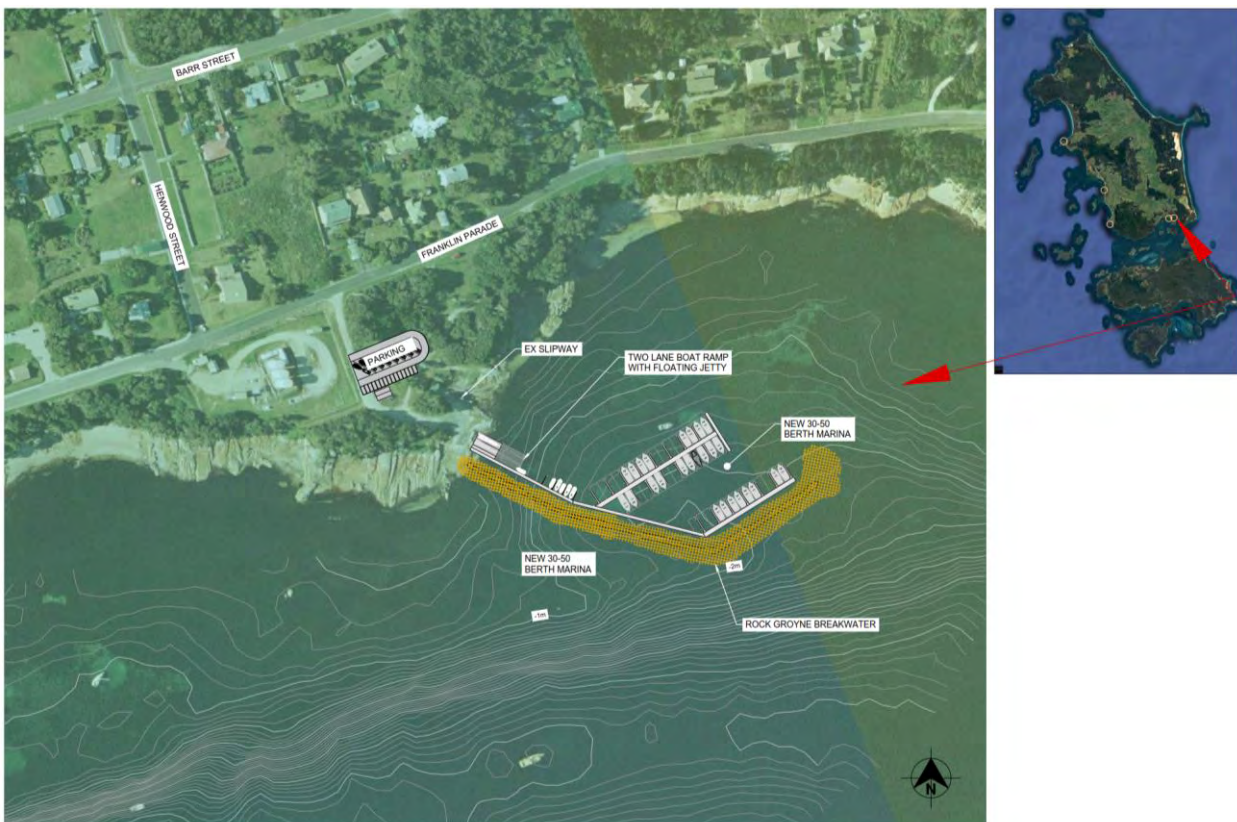 BARR STREET
HENWOOD STREET
FRANKLIN PARADE
PARKING
EX SLIPWAY
TWO LANE BOAT RAMP
WITH FLOATING JETTY
NEW 30-50
BERTH MARINA
NEW 30-50
BERTH MARINA
-2m
-1m
ROCK GROYNE BREAKWATER
N